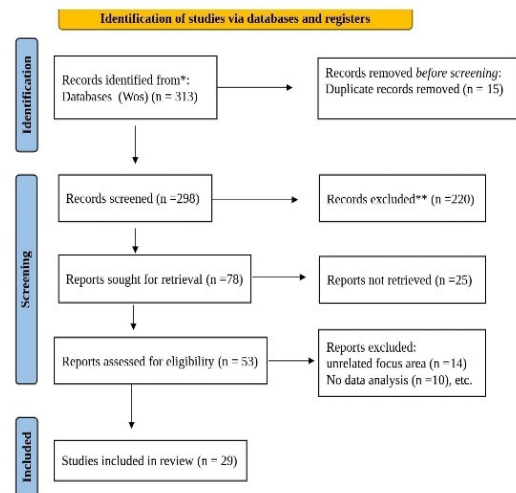 Identification of studies via databases and registers
Identification
Records identified from*:
Databases (Wos) (n = 313)
Records removed before screening:
Duplicate records removed (n = 15)
Screening
Records screened (n =298)
Records excluded** (n =220)
Reports sought for retrieval (n =78)
Reports not retrieved (n =25)
Reports assessed for eligibility (n = 53)
Reports excluded:
unrelated focus area (n =14)
No data analysis (n =10), etc.
Included
Studies included in review (n = 29)